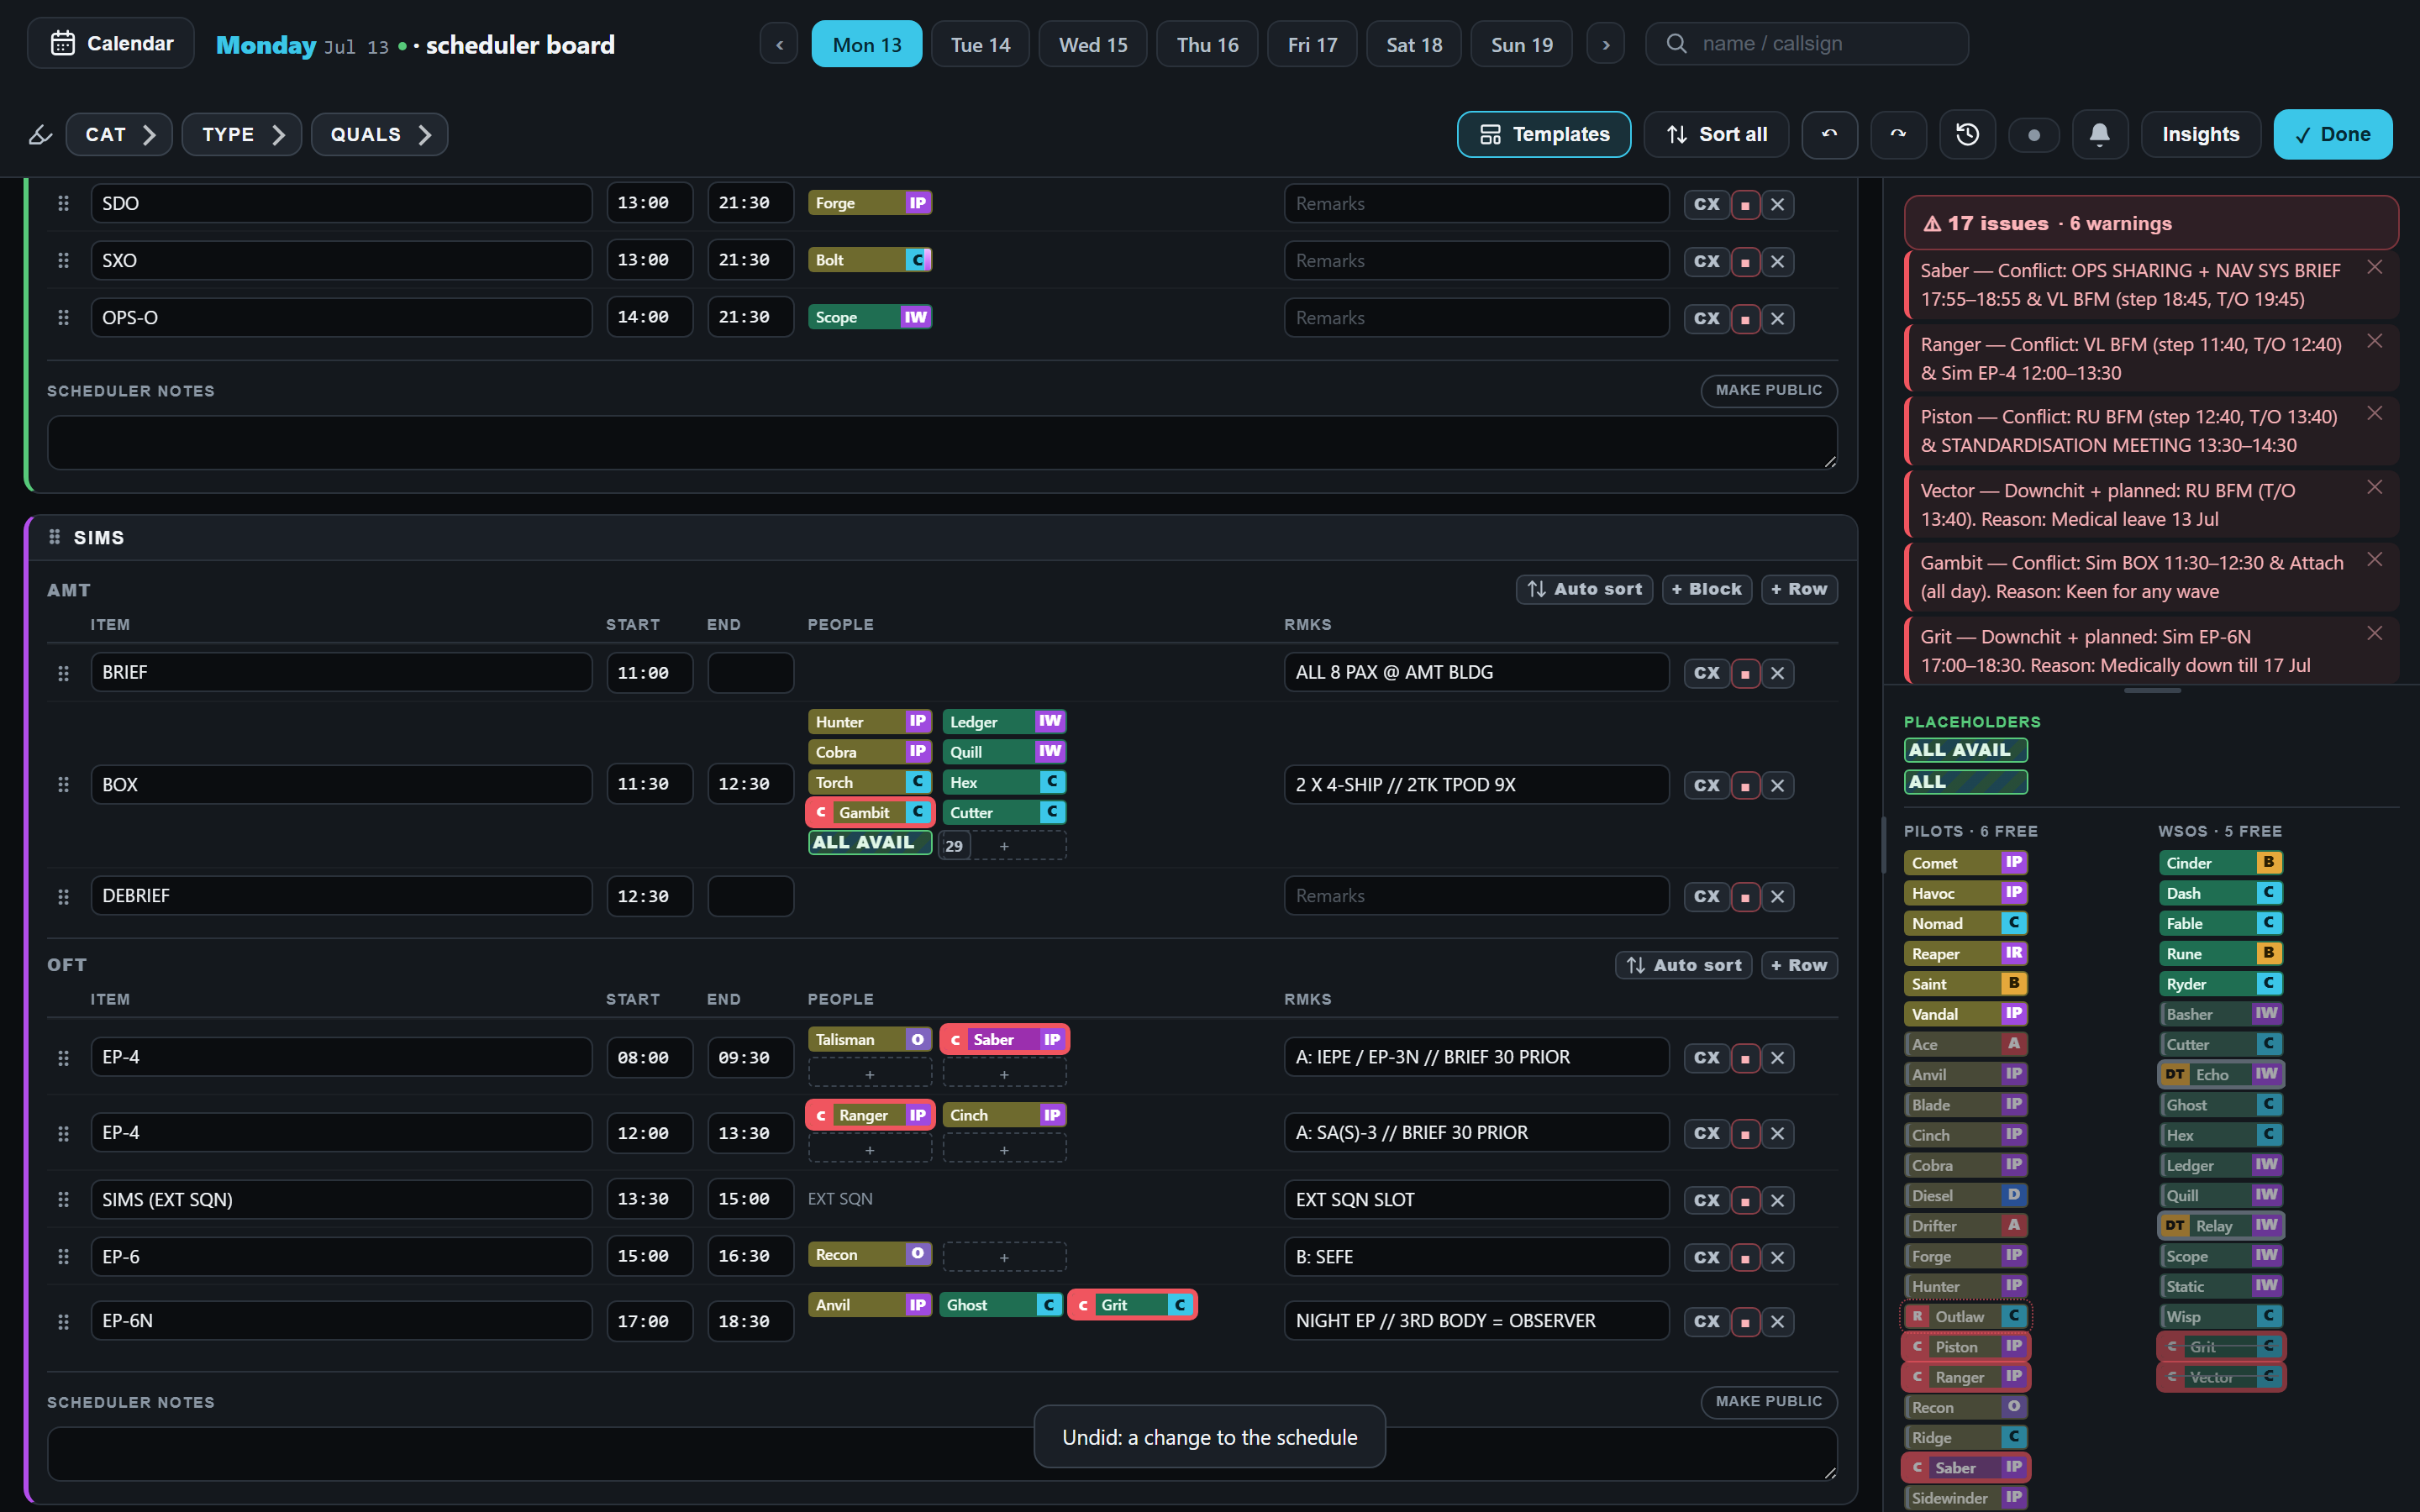 Calendar
Monday Jul 13 · scheduler board
‹ Mon 13 Tue 14 Wed 15 Thu 16 Fri 17 Sat 18 Sun 19 ›
name / callsign
CAT TYPE QUALS
Templates Sort all Insights ✓ Done
SDO 13:00 21:30 Forge IP Remarks CX
SXO 13:00 21:30 Bolt C Remarks CX
OPS-O 14:00 21:30 Scope IW Remarks CX
SCHEDULER NOTES MAKE PUBLIC
SIMS
AMT Auto sort + Block + Row
ITEM START END PEOPLE RMKS
BRIEF 11:00 ALL 8 PAX @ AMT BLDG CX
Hunter IP Ledger IW
Cobra IP Quill IW
BOX 11:30 12:30 Torch C Hex C 2 X 4-SHIP // 2TK TPOD 9X CX
C Gambit C Cutter C
ALL AVAIL 29 +
DEBRIEF 12:30 Remarks CX
OFT Auto sort + Row
ITEM START END PEOPLE RMKS
EP-4 08:00 09:30 Talisman O C Saber IP A: IEPE / EP-3N // BRIEF 30 PRIOR CX
+ +
EP-4 12:00 13:30 C Ranger IP Cinch IP A: SA(S)-3 // BRIEF 30 PRIOR CX
+ +
SIMS (EXT SQN) 13:30 15:00 EXT SQN EXT SQN SLOT CX
EP-6 15:00 16:30 Recon O + B: SEFE CX
EP-6N 17:00 18:30 Anvil IP Ghost C C Grit C NIGHT EP // 3RD BODY = OBSERVER CX
SCHEDULER NOTES MAKE PUBLIC
Undid: a change to the schedule
17 issues · 6 warnings
Saber — Conflict: OPS SHARING + NAV SYS BRIEF
17:55–18:55 & VL BFM (step 18:45, T/O 19:45)
Ranger — Conflict: VL BFM (step 11:40, T/O 12:40)
& Sim EP-4 12:00–13:30
Piston — Conflict: RU BFM (step 12:40, T/O 13:40)
& STANDARDISATION MEETING 13:30–14:30
Vector — Downchit + planned: RU BFM (T/O
13:40). Reason: Medical leave 13 Jul
Gambit — Conflict: Sim BOX 11:30–12:30 & Attach
(all day). Reason: Keen for any wave
Grit — Downchit + planned: Sim EP-6N
17:00–18:30. Reason: Medically down till 17 Jul
PLACEHOLDERS
ALL AVAIL
ALL
PILOTS · 6 FREE WSOS · 5 FREE
Comet IP Cinder B
Havoc IP Dash C
Nomad C Fable C
Reaper IR Rune B
Saint B Ryder C
Vandal IP Basher IW
Ace A Cutter C
Anvil IP DT Echo IW
Blade IP Ghost C
Cinch IP Hex C
Cobra IP Ledger IW
Diesel D Quill IW
Drifter A DT Relay IW
Forge IP Scope IW
Hunter IP Static IW
R Outlaw C Wisp C
C Piston IP C Grit C
C Ranger IP C Vector C
Recon O
Ridge C
C Saber IP
Sidewinder IP